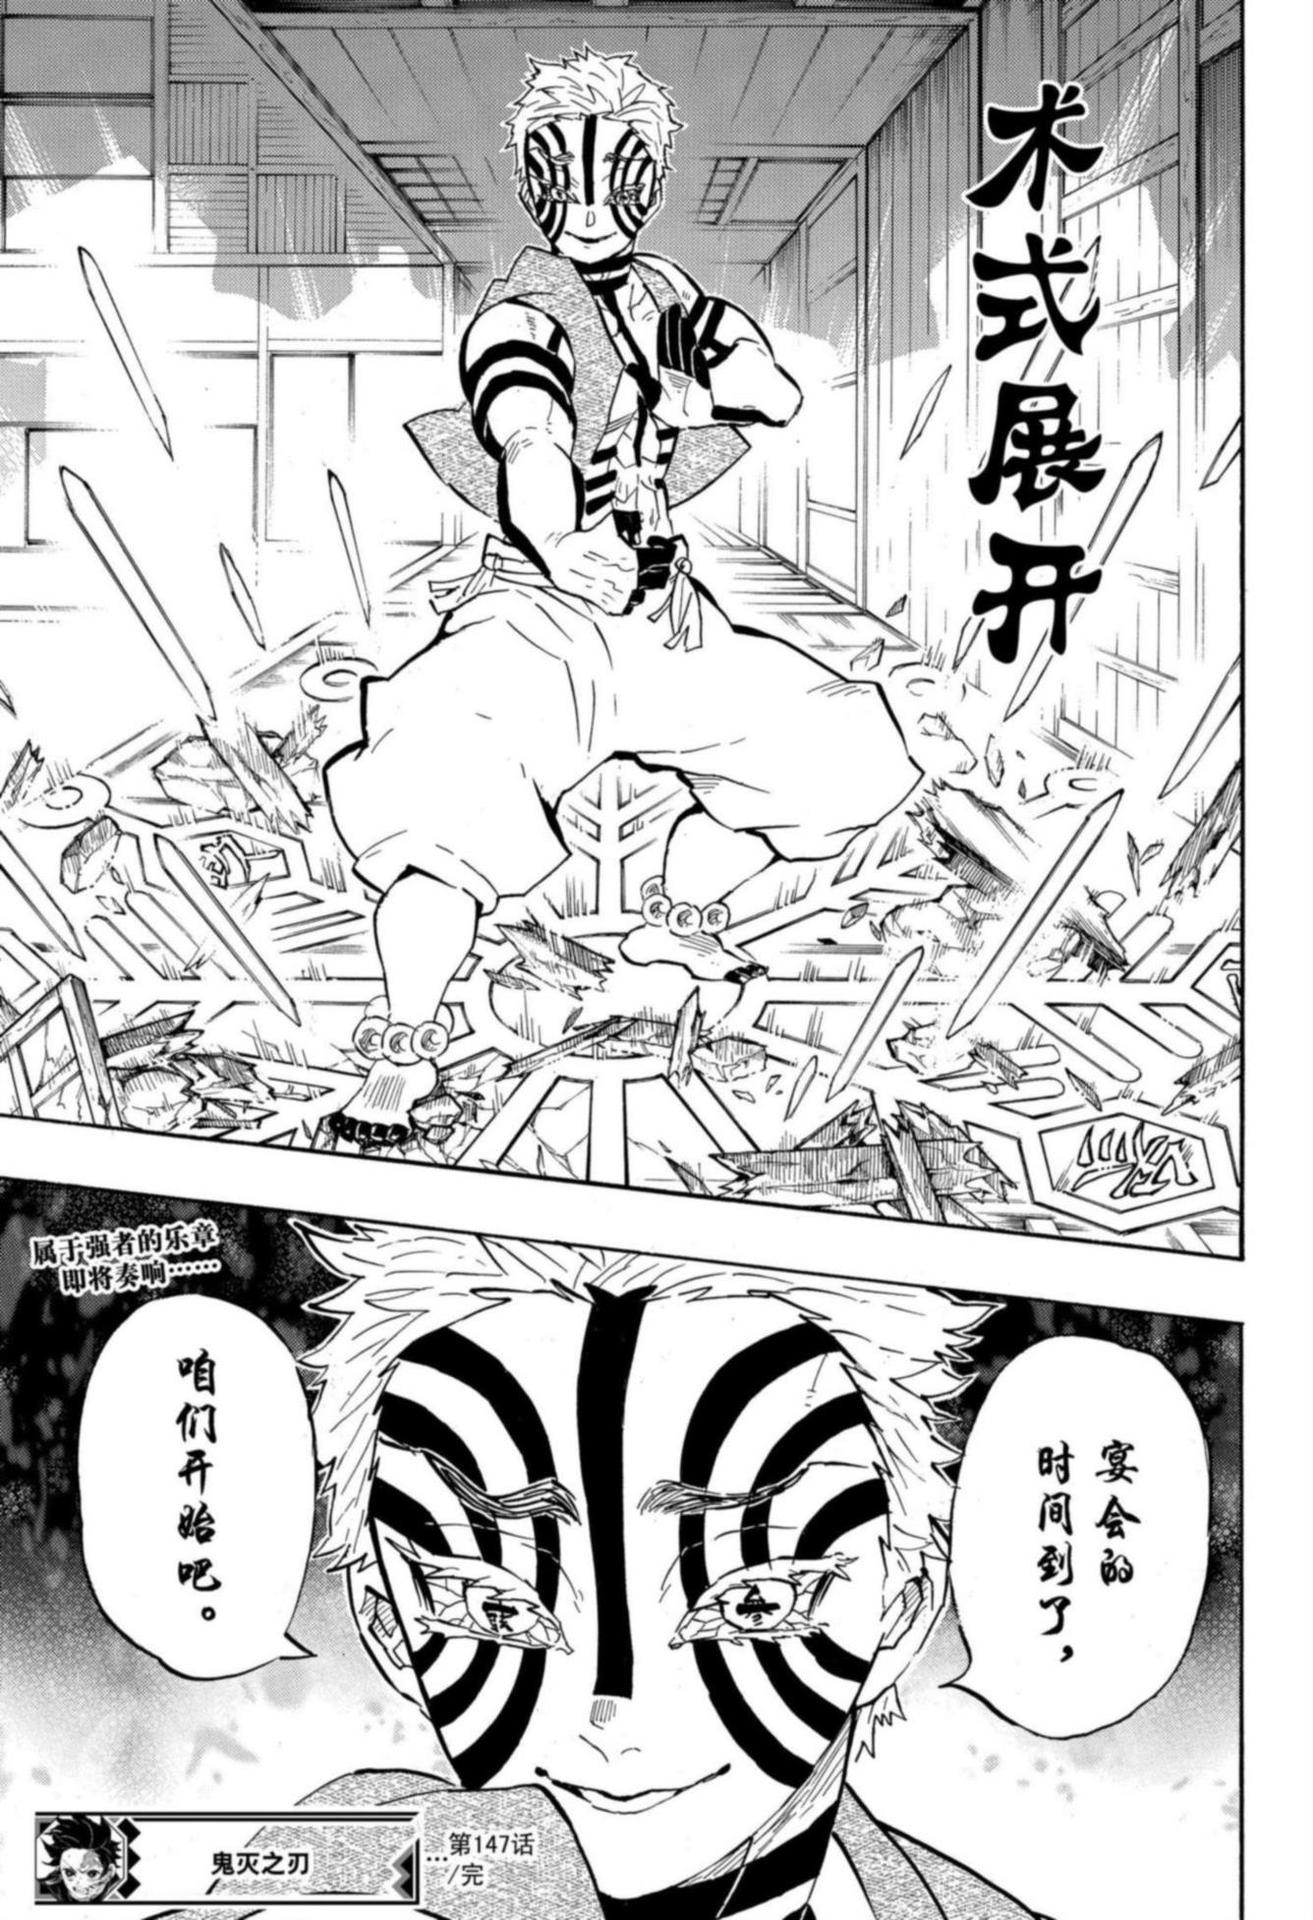 术式展开
属于强者的乐章
即将奏响……
宴会的
时间到了，
咱们开始吧。
鬼灭之刃
…第147话
/完